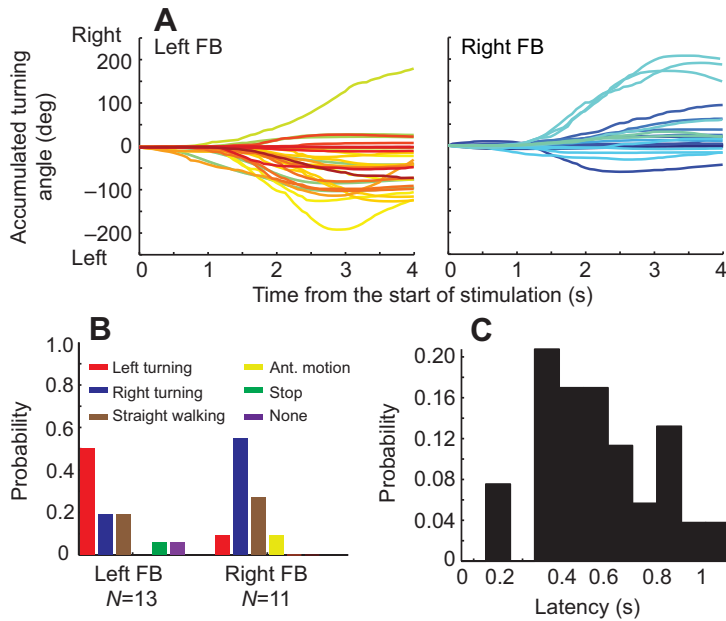 A
Right
Left FB
Right FB
200
100
0
–100
–200
Left
Accumulated turning
angle (deg)
0 1 2 3 4
0 1 2 3 4
Time from the start of stimulation (s)
B
1.0
0.8
0.6
0.4
0.2
0
Probability
Left turning
Right turning
Straight walking
Ant. motion
Stop
None
Left FB
N=13
Right FB
N=11
C
0.20
0.16
0.12
0.08
0.04
0
Probability
0 0.2 0.4 0.6 0.8 1
Latency (s)